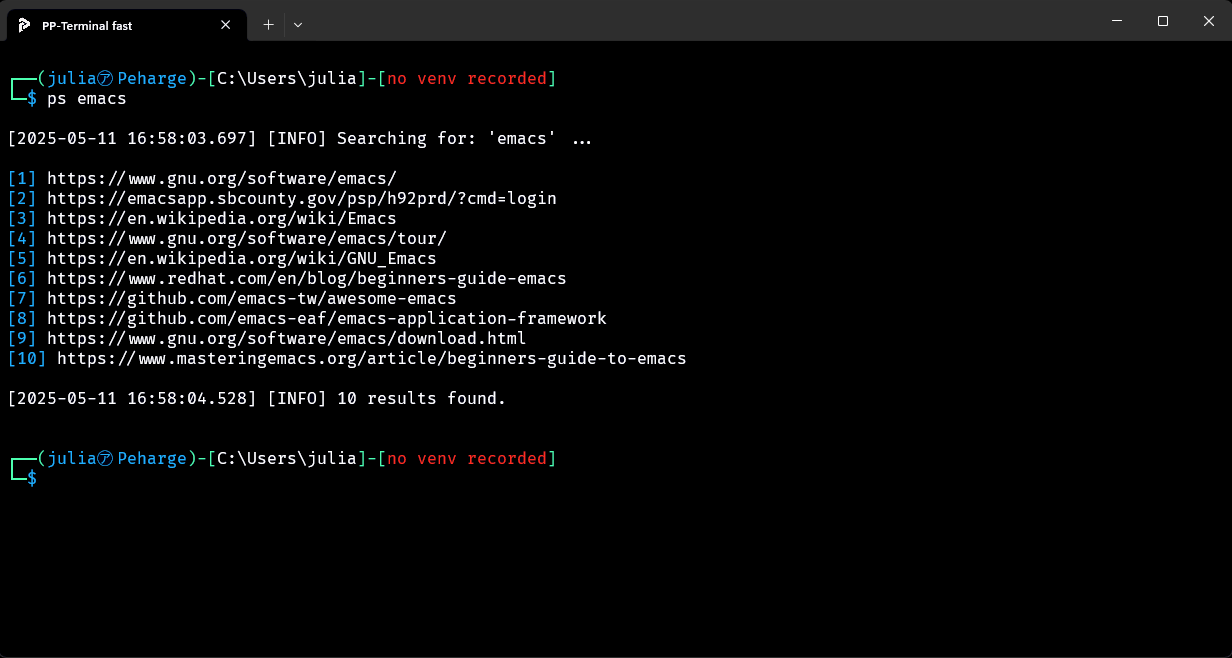 PP-Terminal fast
┌──(julia㋐Peharge)-[C:\Users\julia]-[no venv recorded]
└─$ ps emacs
[2025-05-11 16:58:03.697] [INFO] Searching for: 'emacs' ...
[1] https://www.gnu.org/software/emacs/
[2] https://emacsapp.sbcounty.gov/psp/h92prd/?cmd=login
[3] https://en.wikipedia.org/wiki/Emacs
[4] https://www.gnu.org/software/emacs/tour/
[5] https://en.wikipedia.org/wiki/GNU_Emacs
[6] https://www.redhat.com/en/blog/beginners-guide-emacs
[7] https://github.com/emacs-tw/awesome-emacs
[8] https://github.com/emacs-eaf/emacs-application-framework
[9] https://www.gnu.org/software/emacs/download.html
[10] https://www.masteringemacs.org/article/beginners-guide-to-emacs
[2025-05-11 16:58:04.528] [INFO] 10 results found.
┌──(julia㋐Peharge)-[C:\Users\julia]-[no venv recorded]
└─$